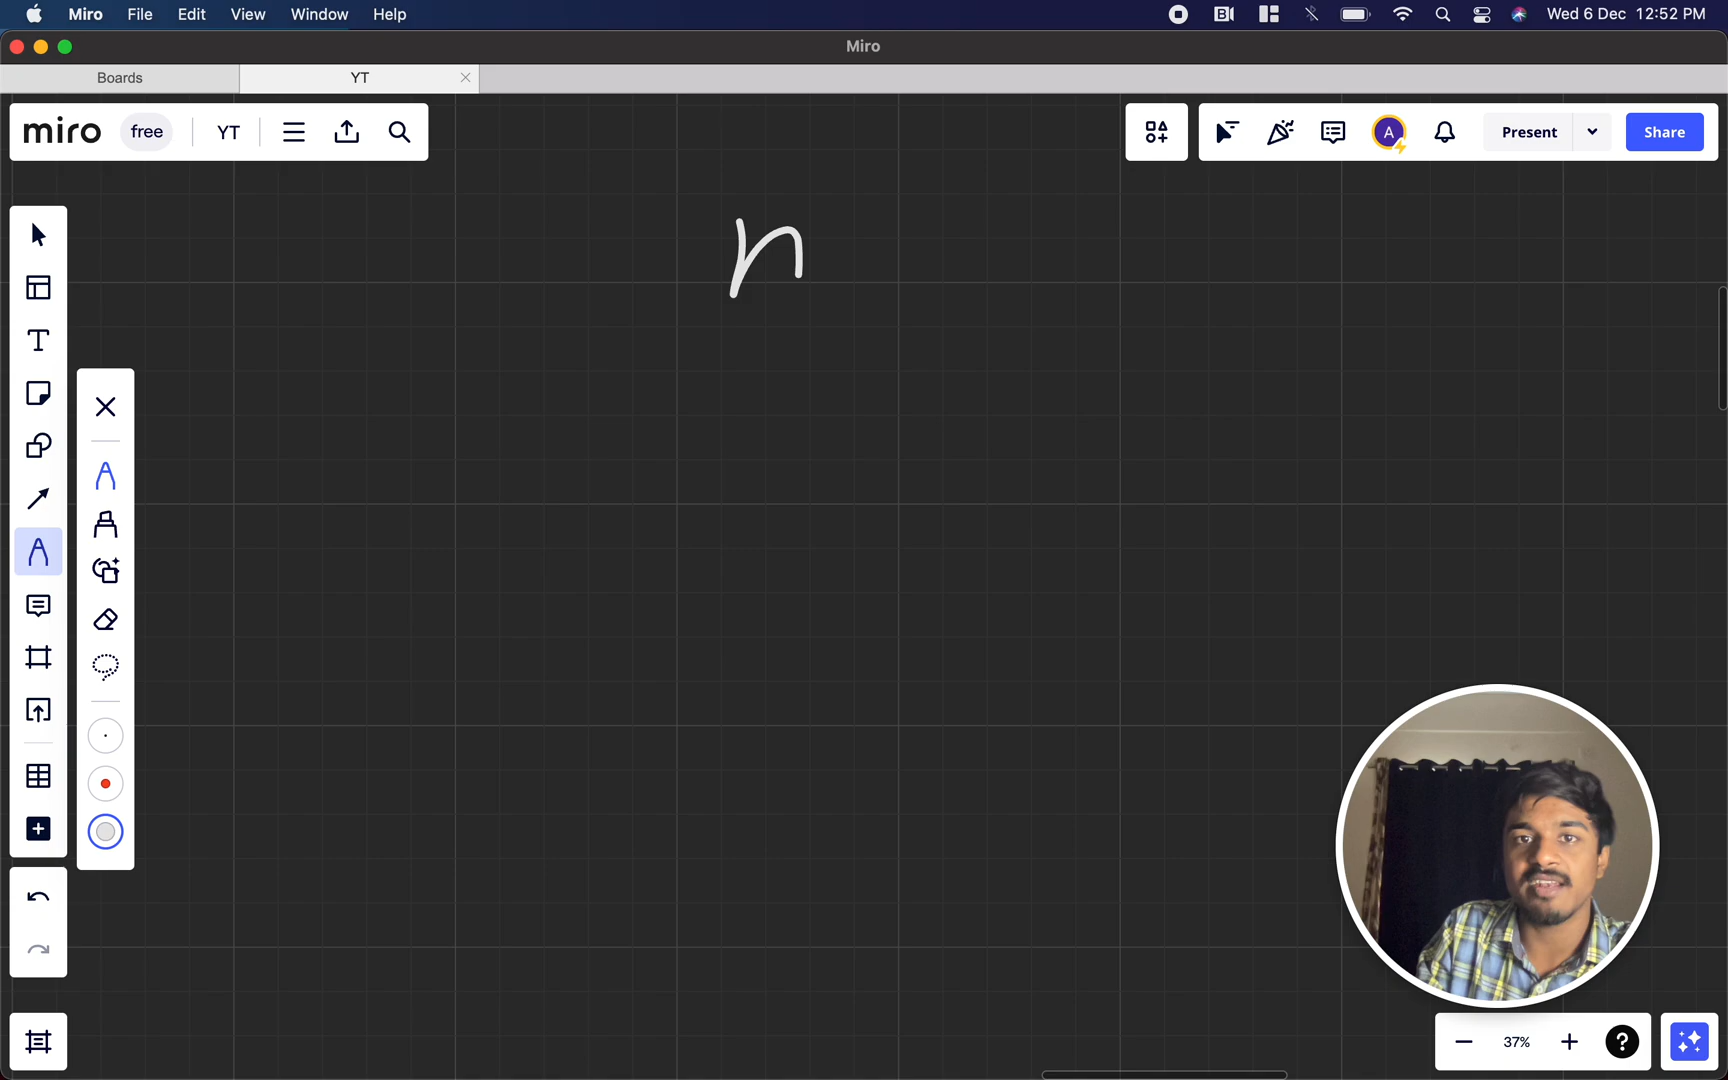 Miro File Edit View Window Help Wed 6 Dec 12:52 PM
Miro
Boards YT
miro free YT Present Share
A
n
37%
?